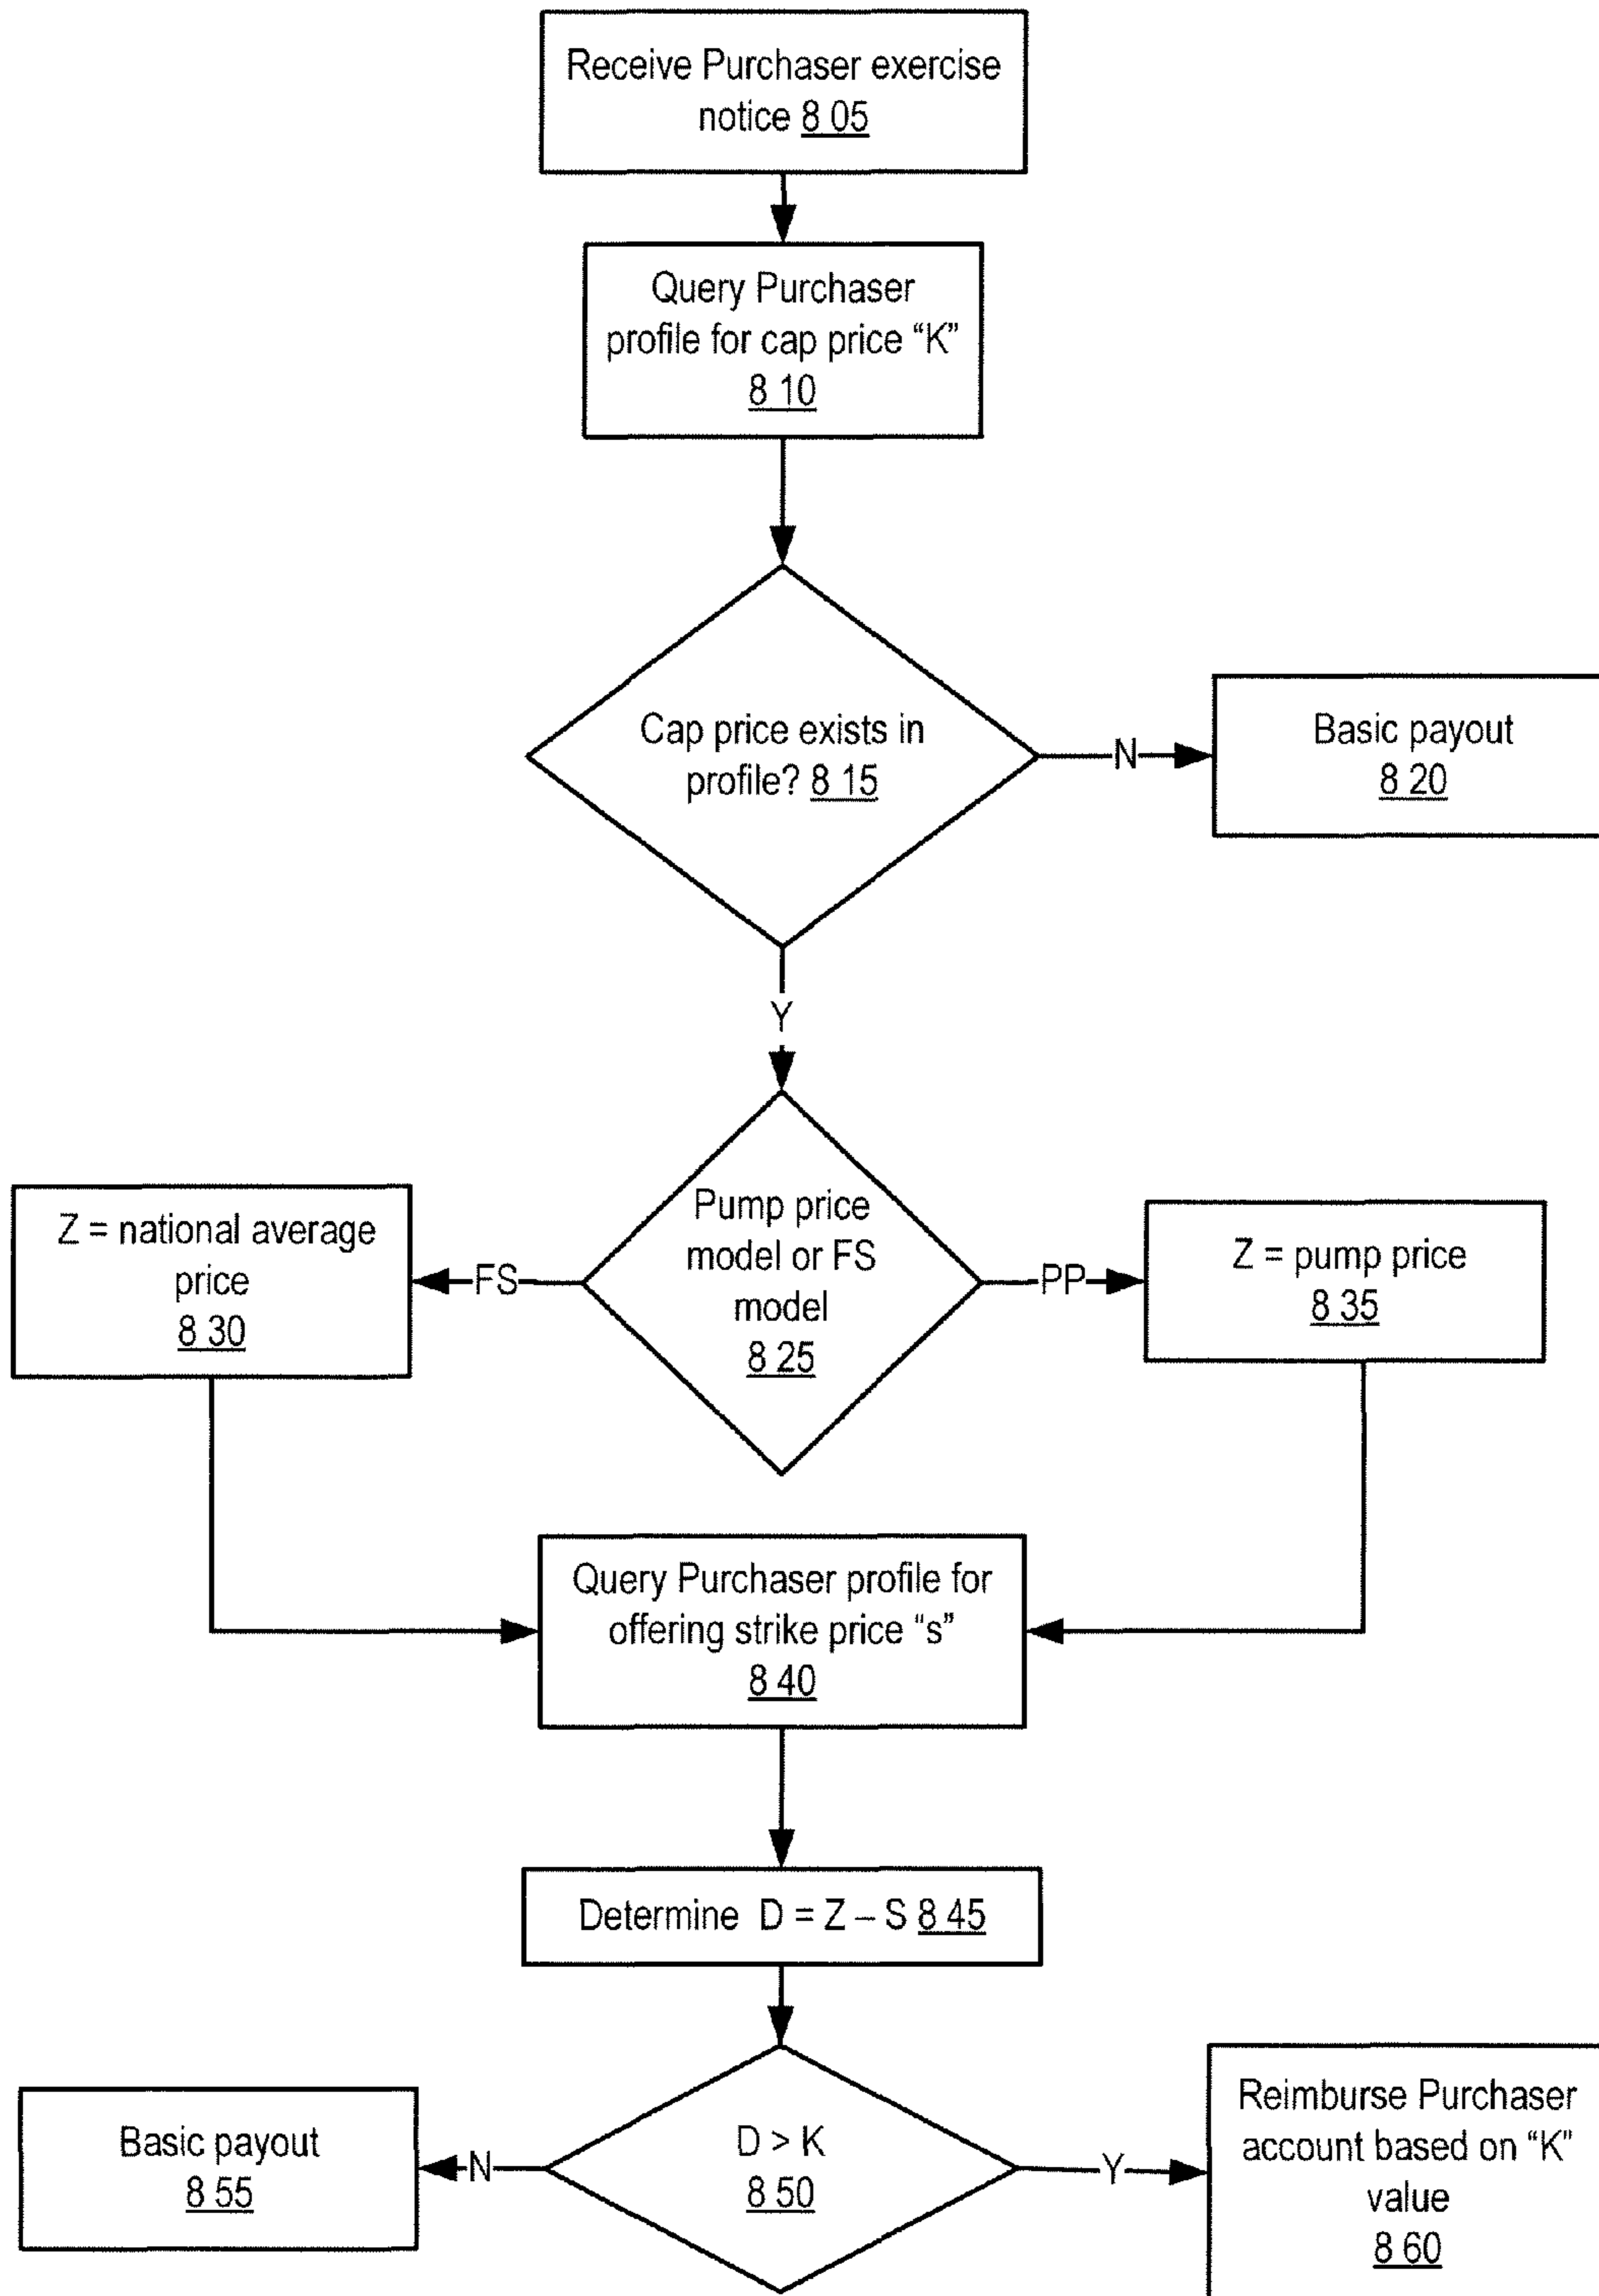 Receive Purchaser exercise
notice 8 05
Query Purchaser
profile for cap price “K”
8 10
Cap price exists in
profile? 8 15
N
Basic payout
8 20
Y
Z = national average
price
8 30
FS
Pump price
model or FS
model
8 25
PP
Z = pump price
8 35
Query Purchaser profile for
offering strike price “s”
8 40
Determine D = Z – S 8 45
Basic payout
8 55
N
D > K
8 50
Y
Reimburse Purchaser
account based on “K”
value
8 60